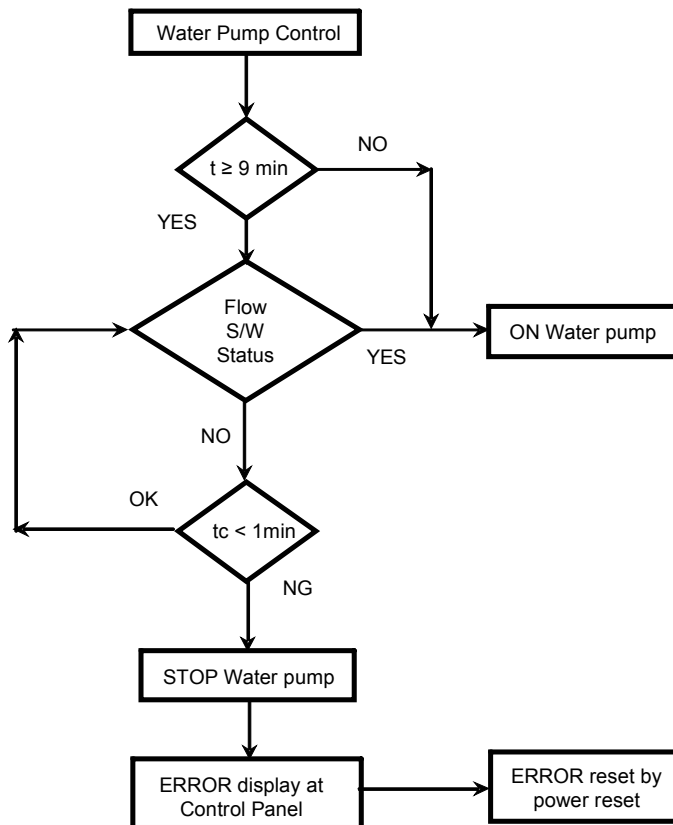 Water Pump Control
NO
t ≥ 9 min
YES
Flow
S/W
Status
YES
ON Water pump
NO
OK
tc < 1min
NG
STOP Water pump
ERROR display at
Control Panel
ERROR reset by
power reset